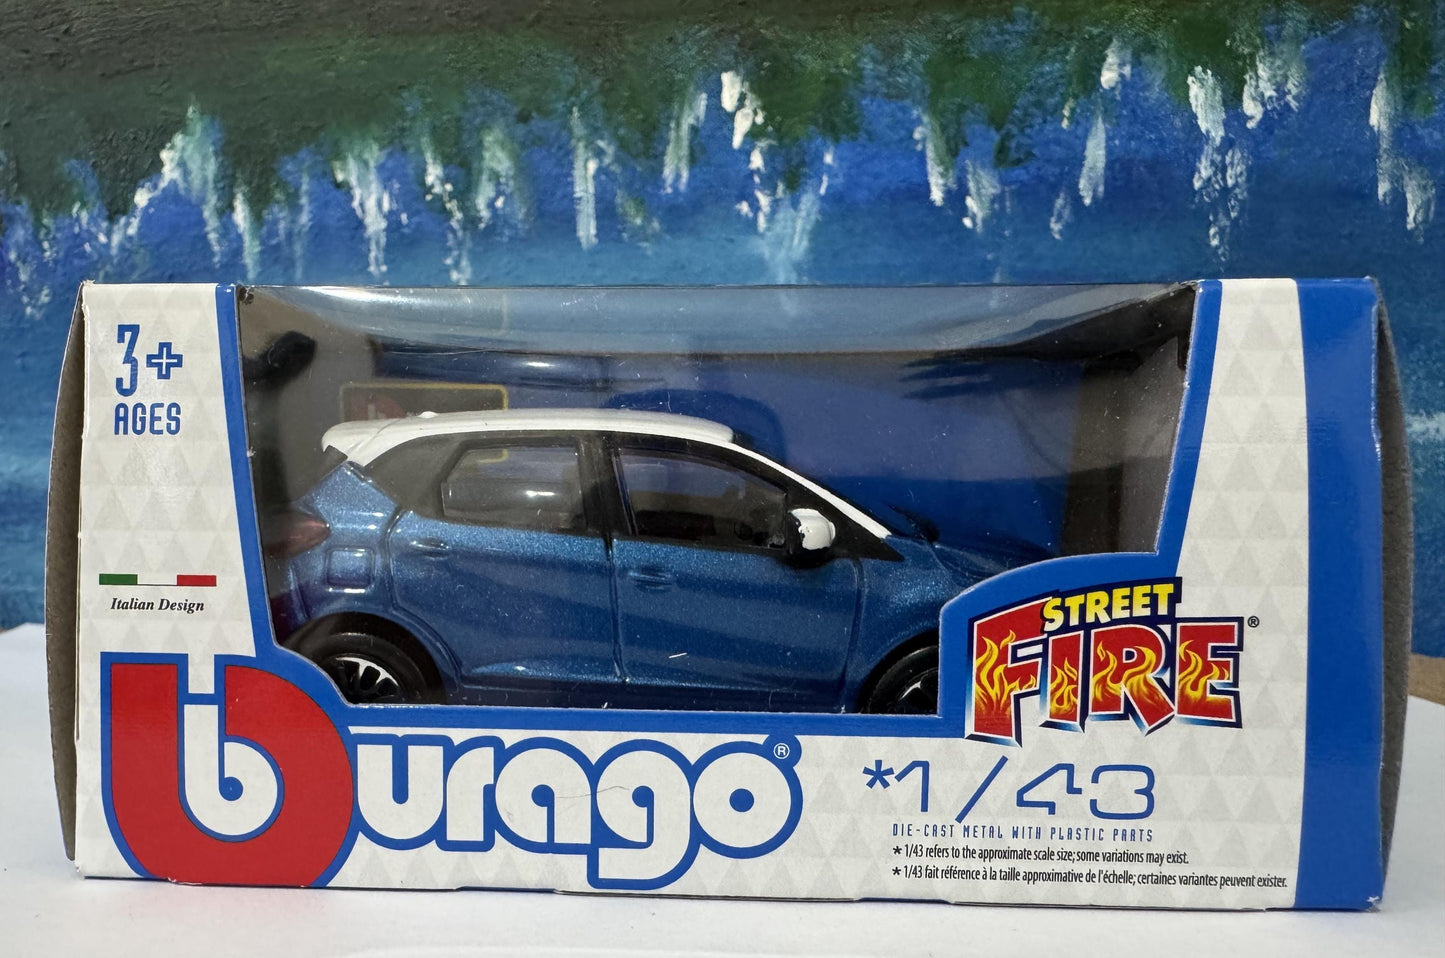 3+
AGES
Italian Design
burago®
STREET
FIRE®
*1/43
DIE-CAST METAL WITH PLASTIC PARTS
* 1/43 refers to the approximate scale size; some variations may exist.
* 1/43 fait référence à la taille approximative de l'échelle; certaines variantes peuvent exister.